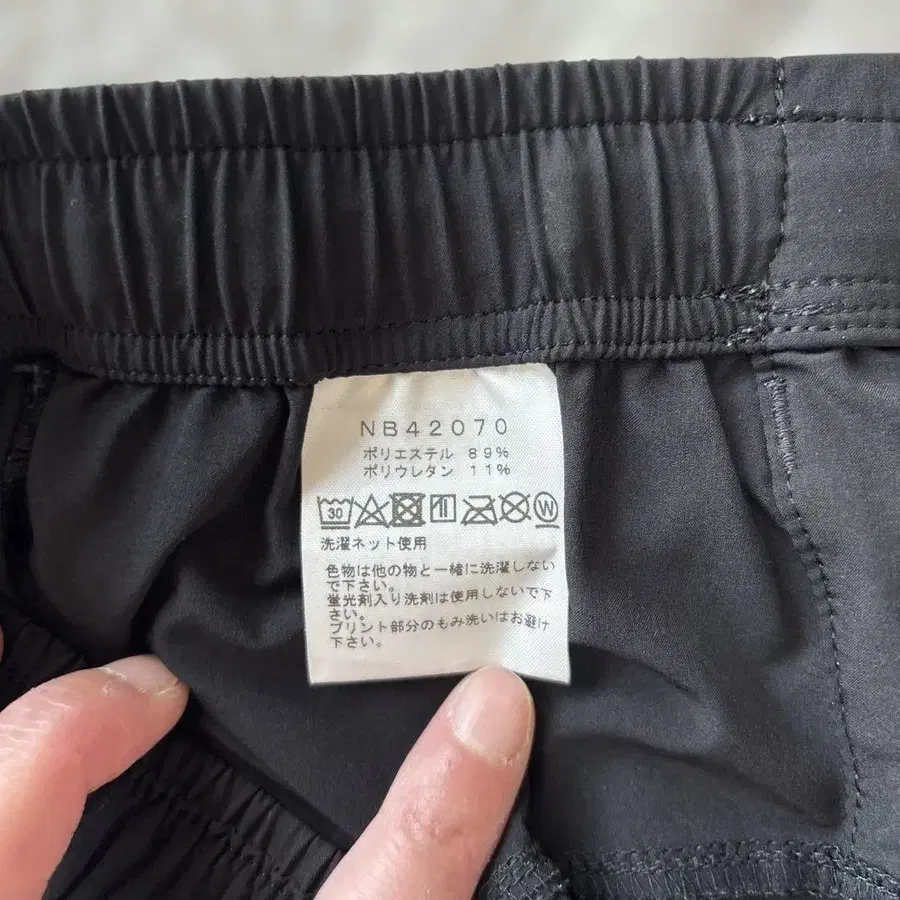 NB42070
ポリエステル 89%
ポリウレタン 11%
30 W
洗濯ネット使用
色物は他の物と一緒に洗濯しない
で下さい。
蛍光剤入り洗剤は使用しないで下
さい。
プリント部分のもみ洗いはお避け
下さい。